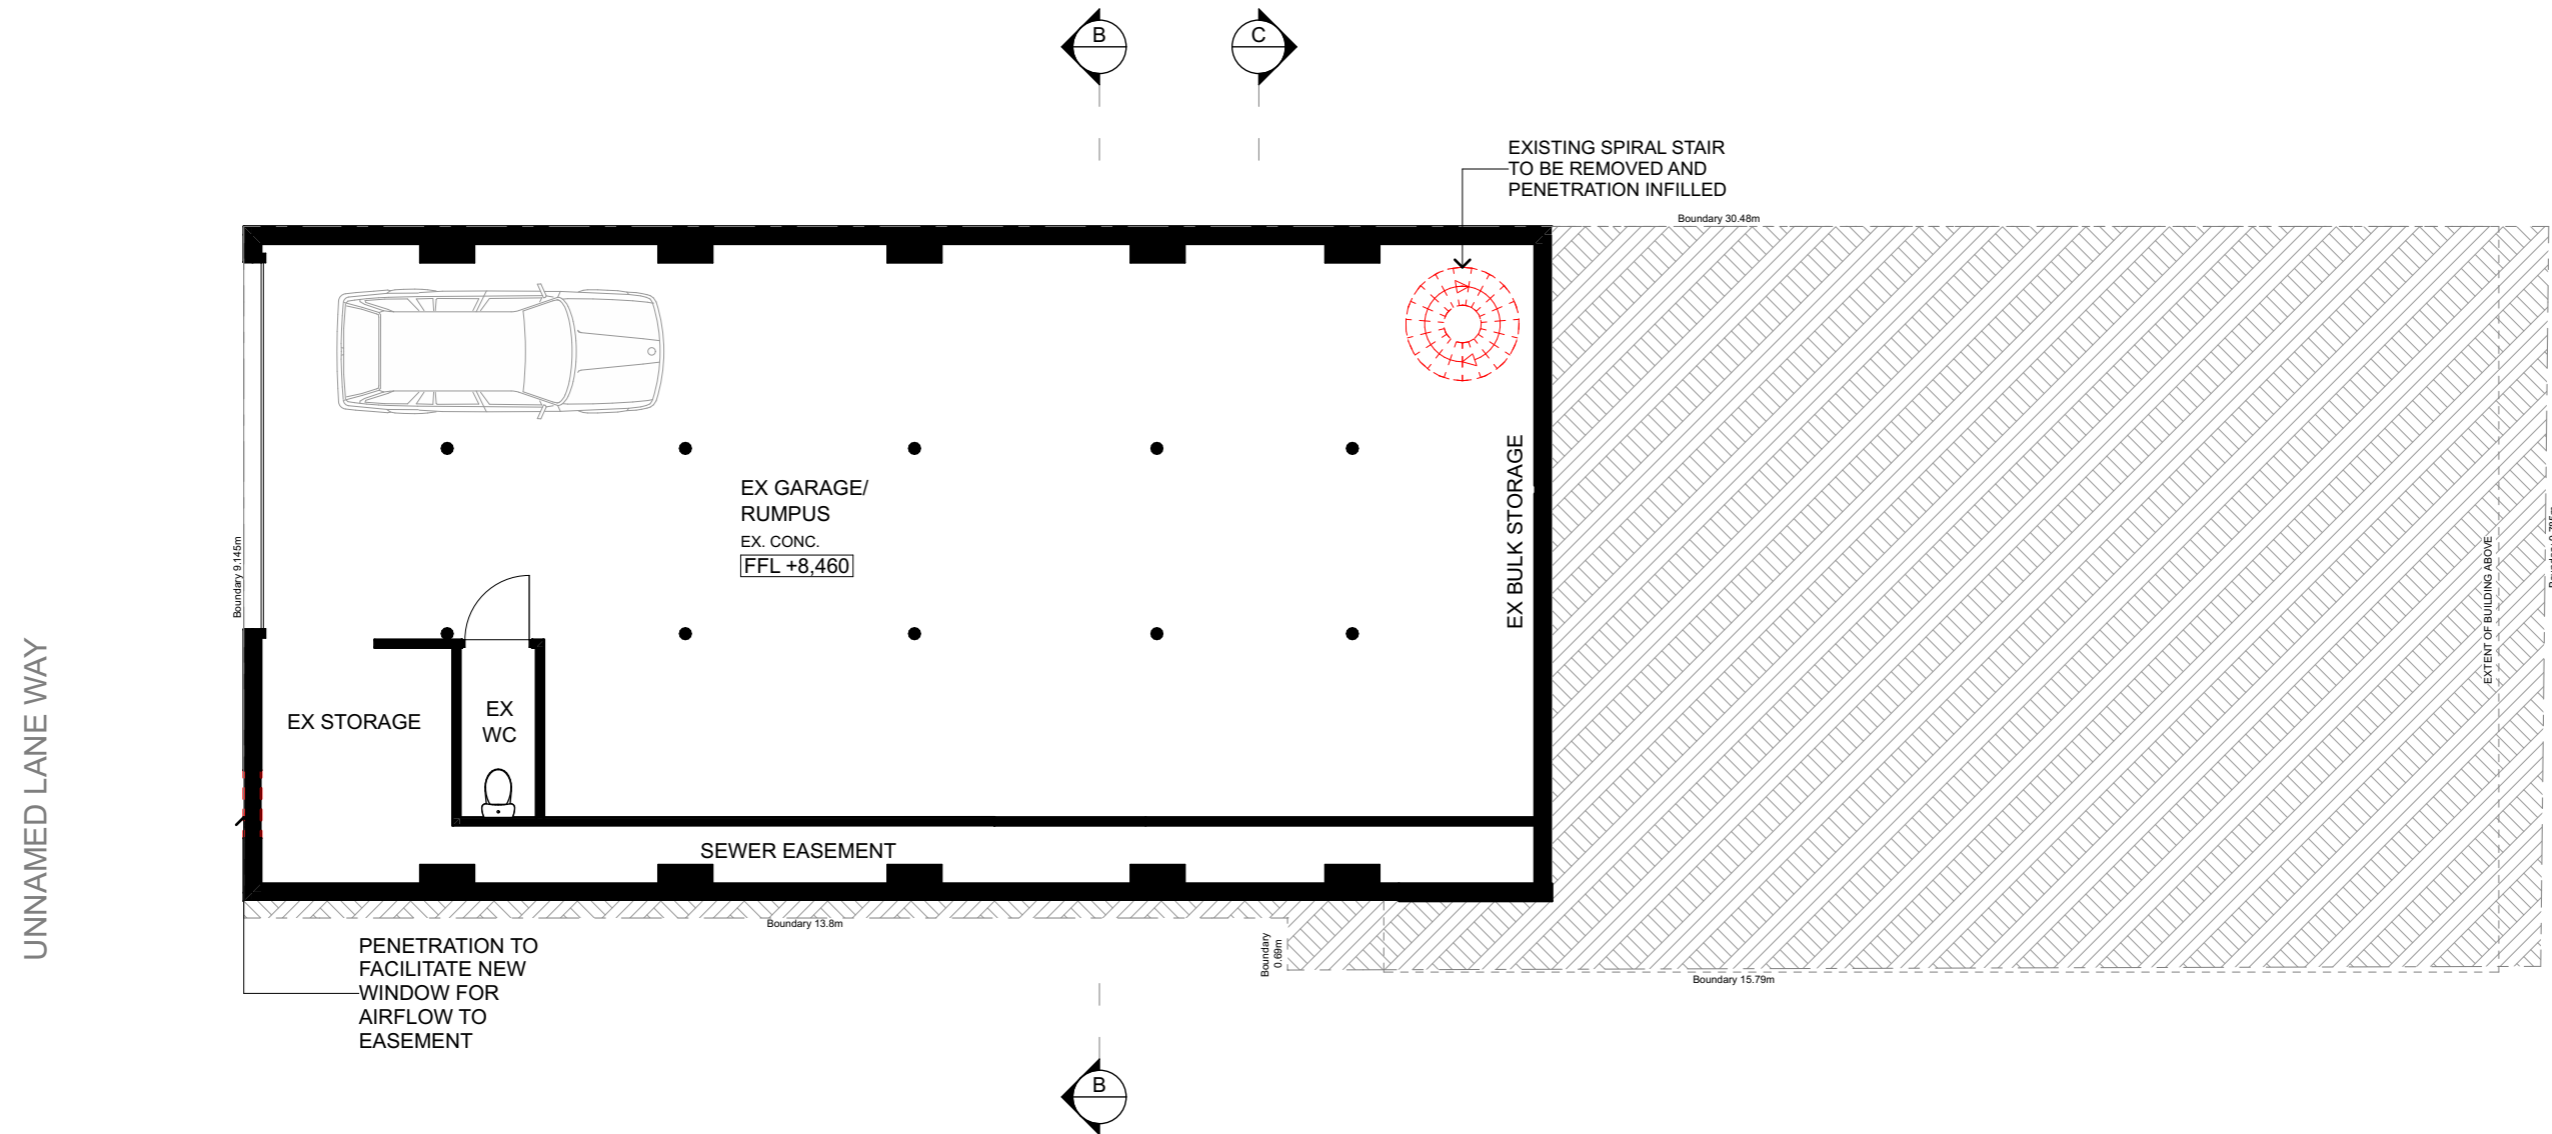 B
C
EXISTING SPIRAL STAIR
TO BE REMOVED AND
PENETRATION INFILLED
Boundary 30.48m
EX GARAGE/
RUMPUS
EX. CONC.
FFL +8,460
EX BULK STORAGE
EXTENT OF BUILDING ABOVE
Boundary 9.145m
UNNAMED LANE WAY
EX STORAGE
EX
WC
SEWER EASEMENT
Boundary 13.8m
Boundary
0.69m
Boundary 15.79m
PENETRATION TO
FACILITATE NEW
WINDOW FOR
AIRFLOW TO
EASEMENT
B